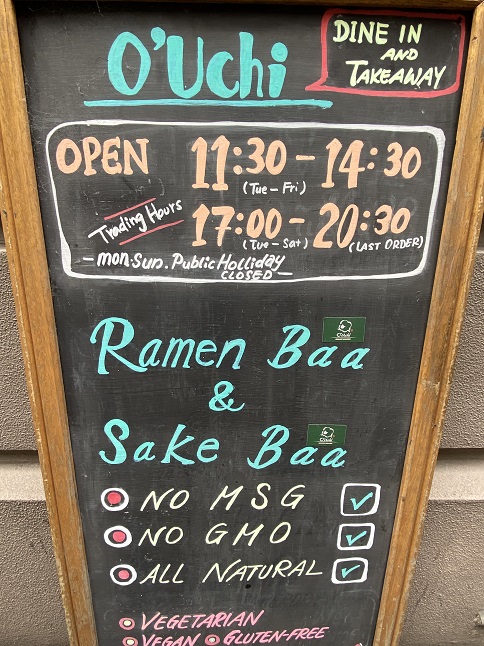 O'Uchi
DINE IN
AND
TAKEAWAY
OPEN
11:30 - 14:30
(Tue - Fri)
Trading Hours
17:00 - 20:30
(Tue - Sat)
(LAST ORDER)
- mon. Sun. Public Holliday
CLOSED -
Ramen Baa
&
Sake Baa
NO MSG
NO GMO
ALL NATURAL
VEGETARIAN
VEGAN GLUTEN-FREE